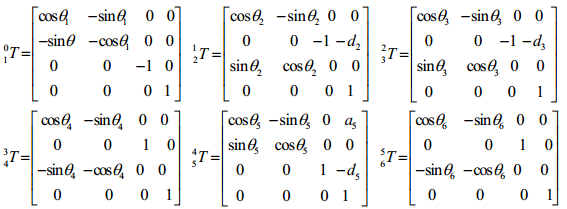 ⁰₁T=
cosθ₁ −sinθ₁ 0 0
−sinθ −cosθ₁ 0 0
0 0 −1 0
0 0 0 1
¹₂T=
cosθ₂ −sinθ₂ 0 0
0 0 −1 −d₂
sinθ₂ cosθ₂ 0 0
0 0 0 1
²₃T=
cosθ₃ −sinθ₃ 0 0
0 0 −1 −d₃
sinθ₃ cosθ₃ 0 0
0 0 0 1
³₄T=
cosθ₄ −sinθ₄ 0 0
0 0 1 0
−sinθ₄ −cosθ₄ 0 0
0 0 0 1
⁴₅T=
cosθ₅ −sinθ₅ 0 a₅
sinθ₅ cosθ₅ 0 0
0 0 1 −d₅
0 0 0 1
⁵₆T=
cosθ₆ −sinθ₆ 0 0
0 0 1 0
−sinθ₆ −cosθ₆ 0 0
0 0 0 1